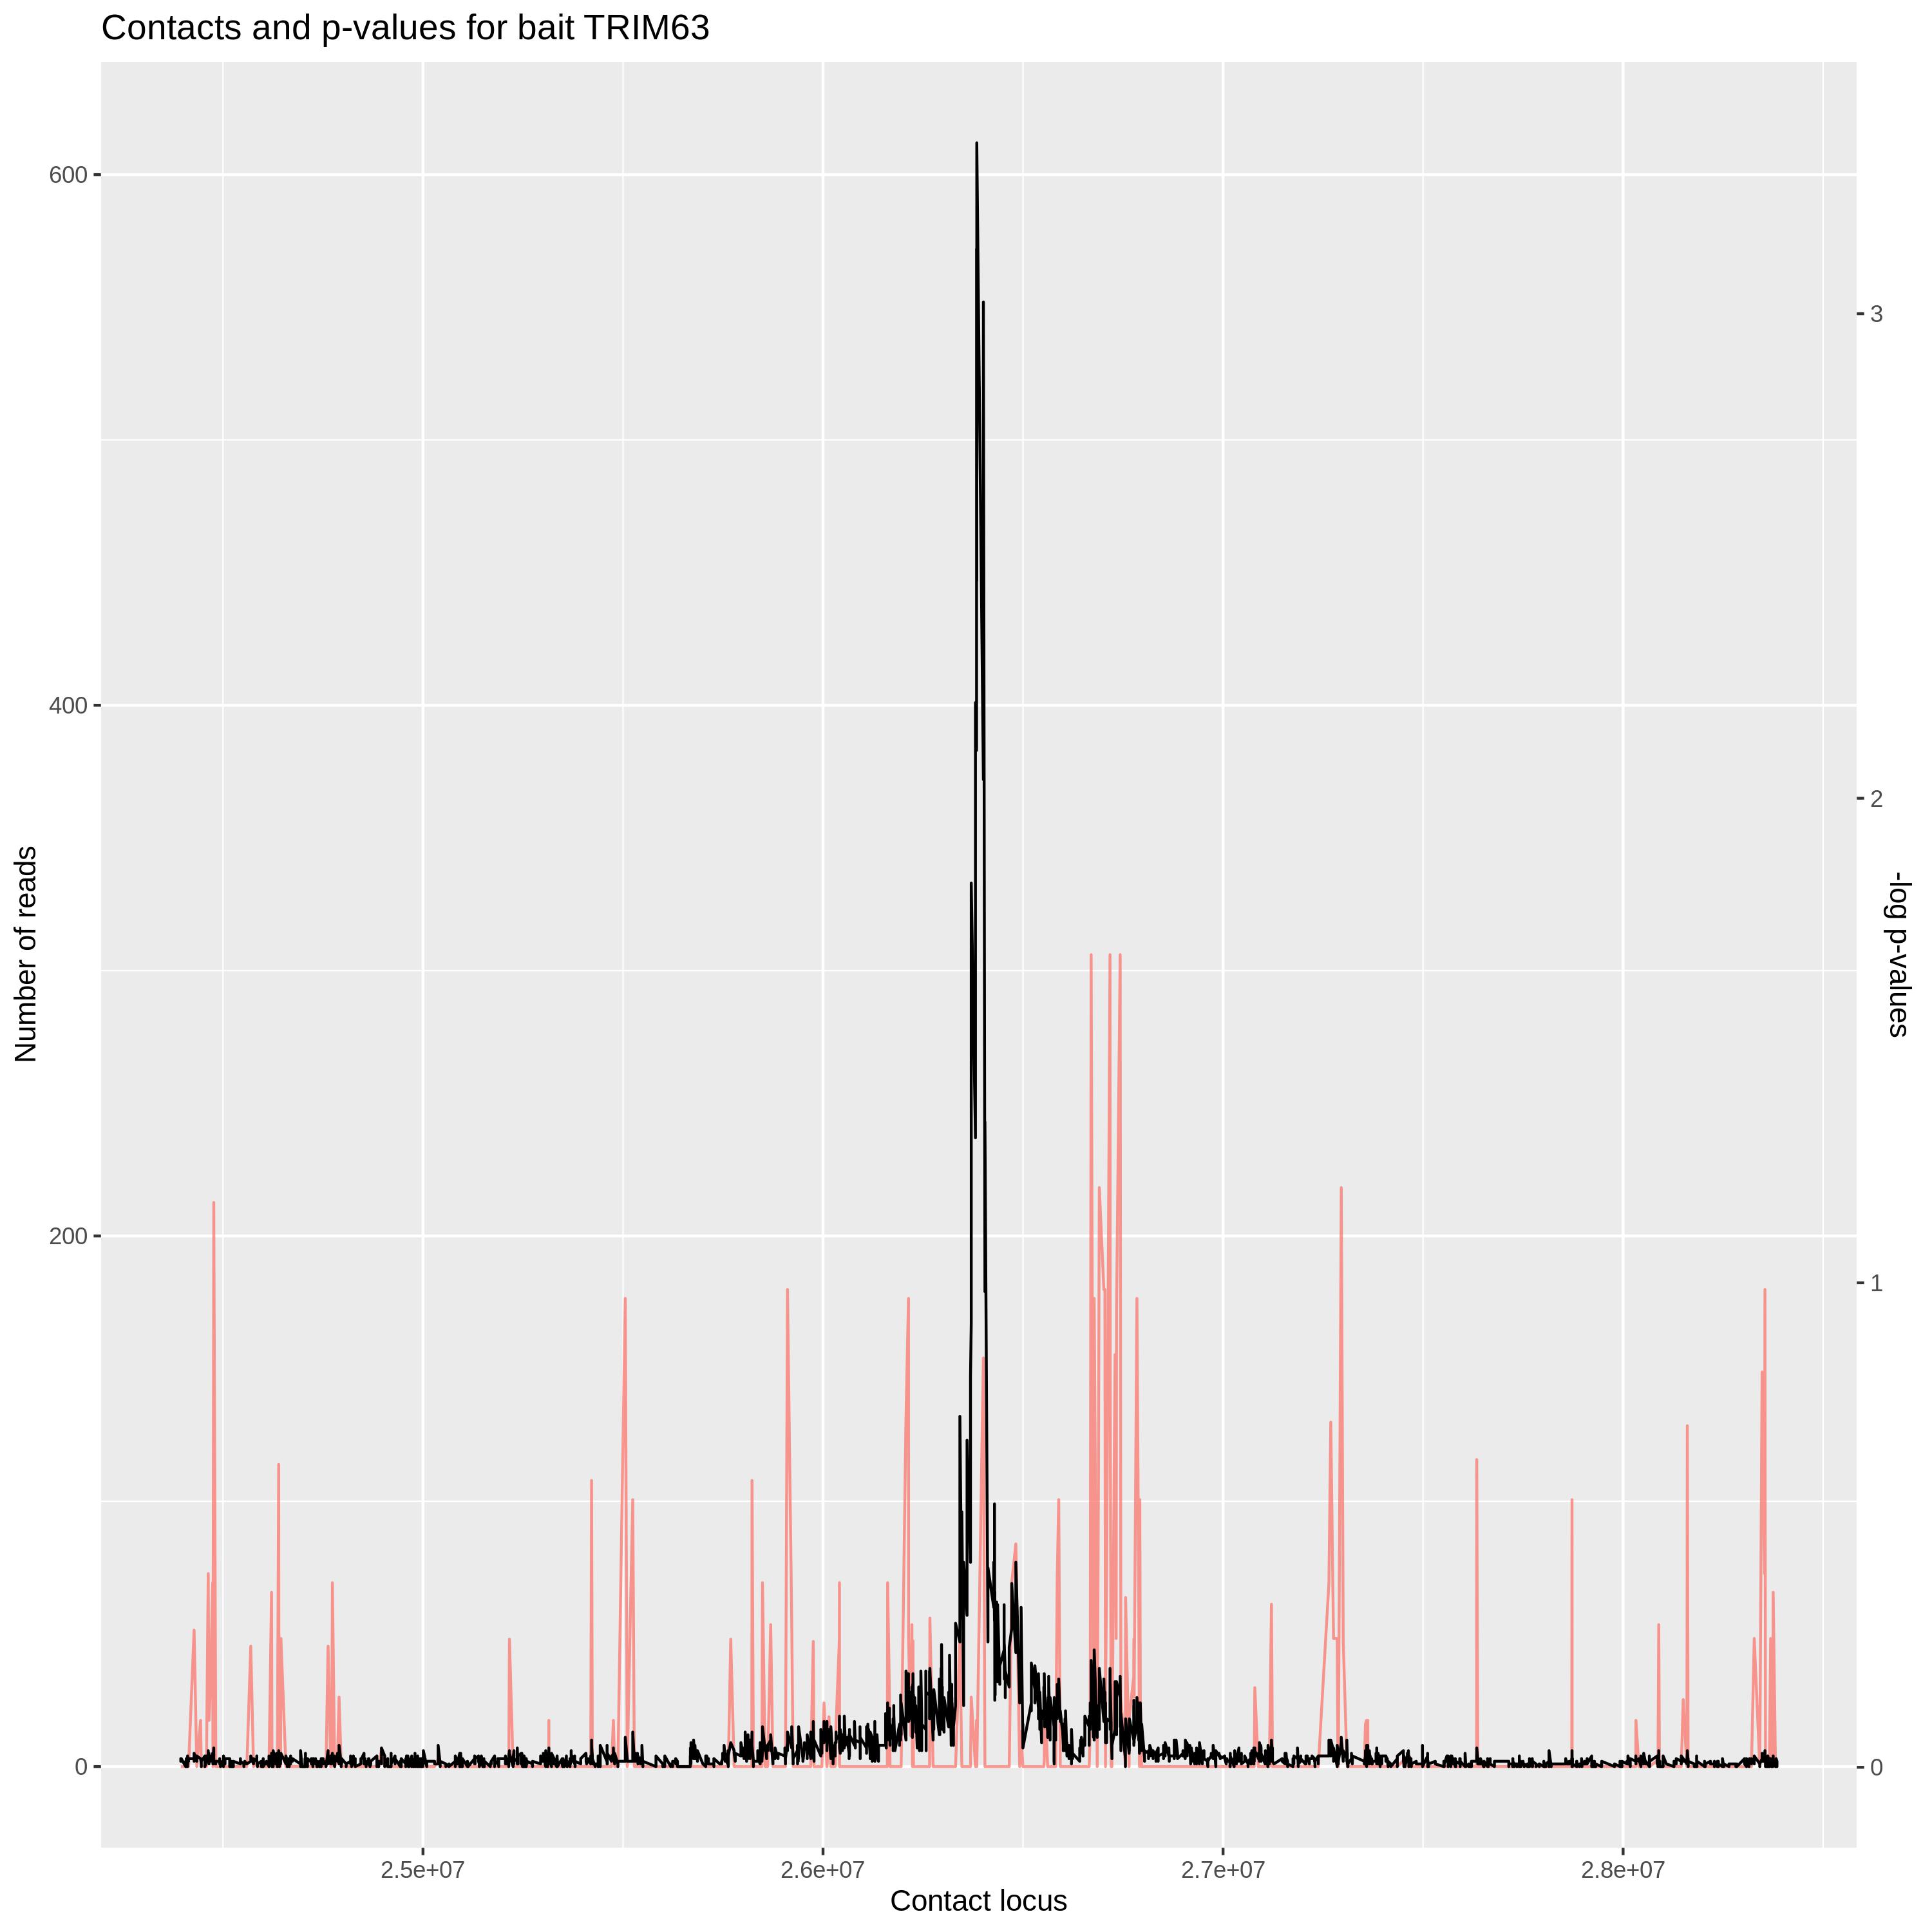 Contacts and p-values for bait TRIM63
600
400
200
0
3
2
1
0
Number of reads
-log p-values
2.5e+07
2.6e+07
2.7e+07
2.8e+07
Contact locus